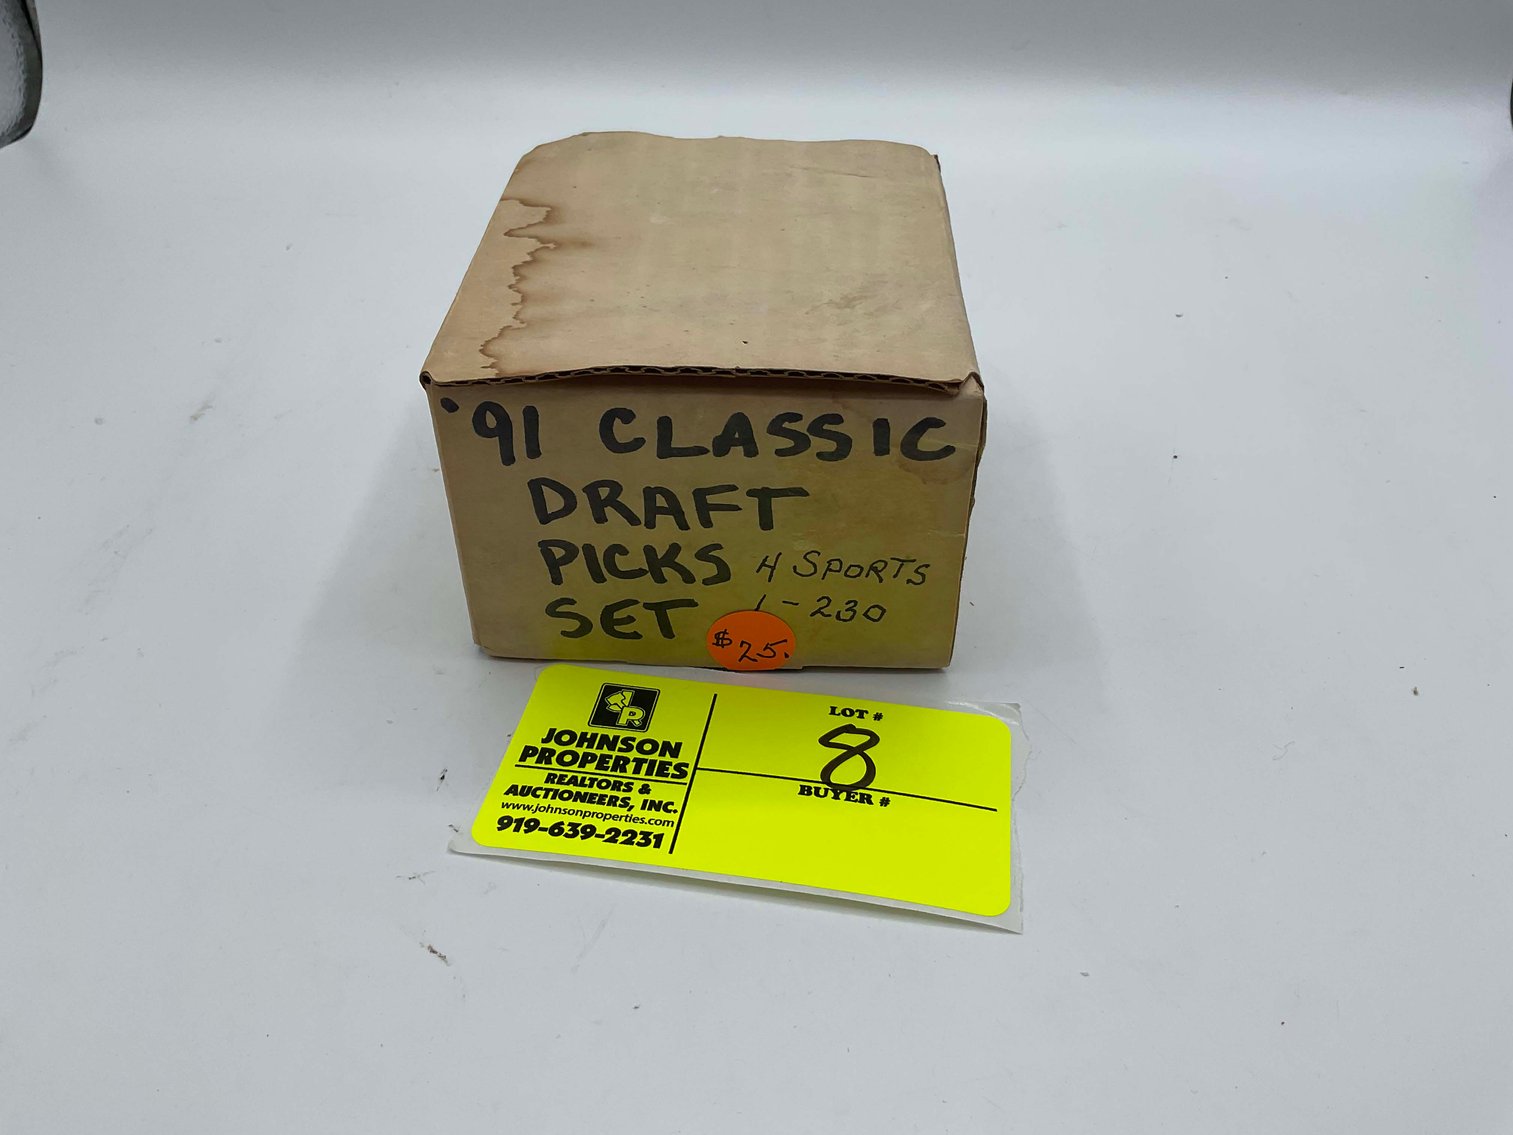 '91 CLASSIC
DRAFT
PICKS 4 SPORTS
SET 1-230
$25.
JR
JOHNSON
PROPERTIES
REALTORS &
AUCTIONEERS, INC.
www.johnsonproperties.com
919-639-2231
LOT #
8
BUYER #